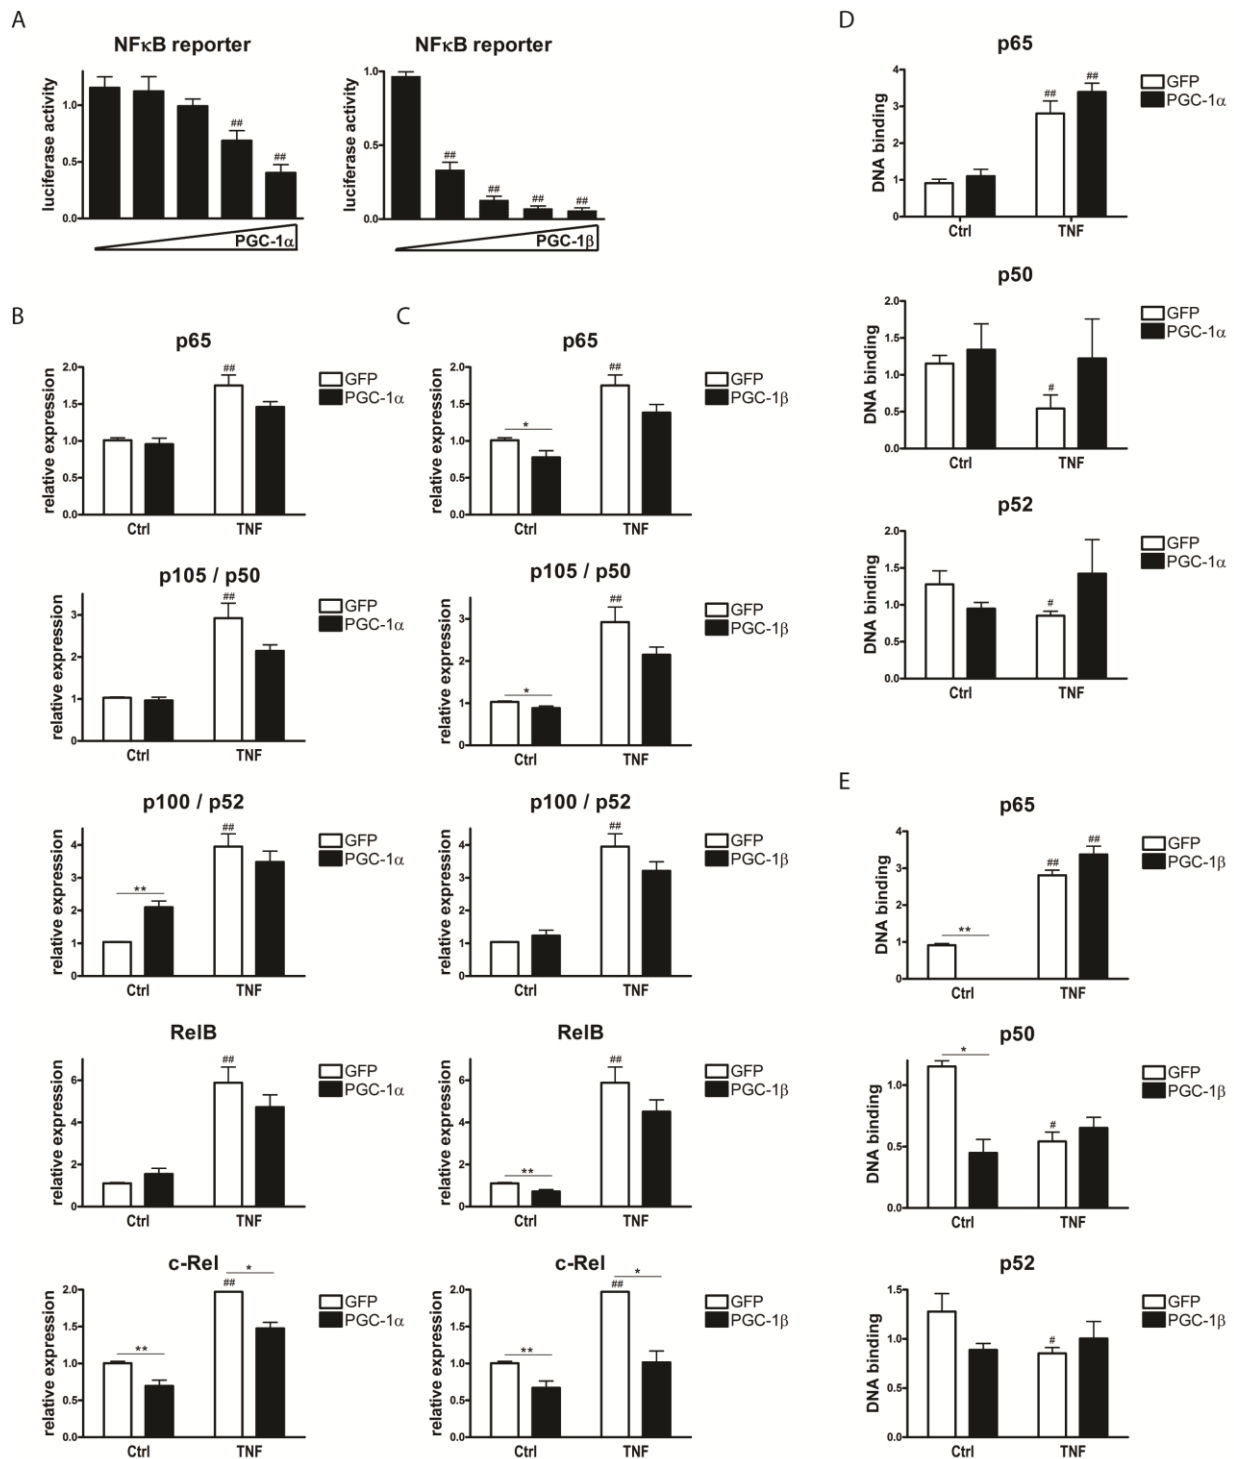 A
NFκB reporter
luciferase activity
1.0
0.5
0.0
##
##
PGC-1α
NFκB reporter
luciferase activity
1.0
0.5
0.0
##
##
##
##
PGC-1β
B
p65
relative expression
2.0
1.5
1.0
0.5
0.0
##
Ctrl
TNF
GFP
PGC-1α
p105 / p50
relative expression
3
2
1
0
##
Ctrl
TNF
GFP
PGC-1α
p100 / p52
relative expression
4
3
2
1
0
**
##
Ctrl
TNF
GFP
PGC-1α
RelB
relative expression
6
4
2
0
##
Ctrl
TNF
GFP
PGC-1α
c-Rel
relative expression
2.0
1.5
1.0
0.5
0.0
**
##
*
Ctrl
TNF
GFP
PGC-1α
C
p65
relative expression
2.0
1.5
1.0
0.5
0.0
*
##
Ctrl
TNF
GFP
PGC-1β
p105 / p50
relative expression
3
2
1
0
*
##
Ctrl
TNF
GFP
PGC-1β
p100 / p52
relative expression
4
3
2
1
0
##
Ctrl
TNF
GFP
PGC-1β
RelB
relative expression
6
4
2
0
**
##
Ctrl
TNF
GFP
PGC-1β
c-Rel
relative expression
2.0
1.5
1.0
0.5
0.0
**
##
*
Ctrl
TNF
GFP
PGC-1β
D
p65
DNA binding
4
3
2
1
0
##
##
Ctrl
TNF
GFP
PGC-1α
p50
DNA binding
2.0
1.5
1.0
0.5
0.0
#
Ctrl
TNF
GFP
PGC-1α
p52
DNA binding
2.0
1.5
1.0
0.5
0.0
#
Ctrl
TNF
GFP
PGC-1α
E
p65
DNA binding
4
3
2
1
0
**
##
##
Ctrl
TNF
GFP
PGC-1β
p50
DNA binding
1.0
0.5
0.0
*
#
Ctrl
TNF
GFP
PGC-1β
p52
DNA binding
1.5
1.0
0.5
0.0
#
Ctrl
TNF
GFP
PGC-1β